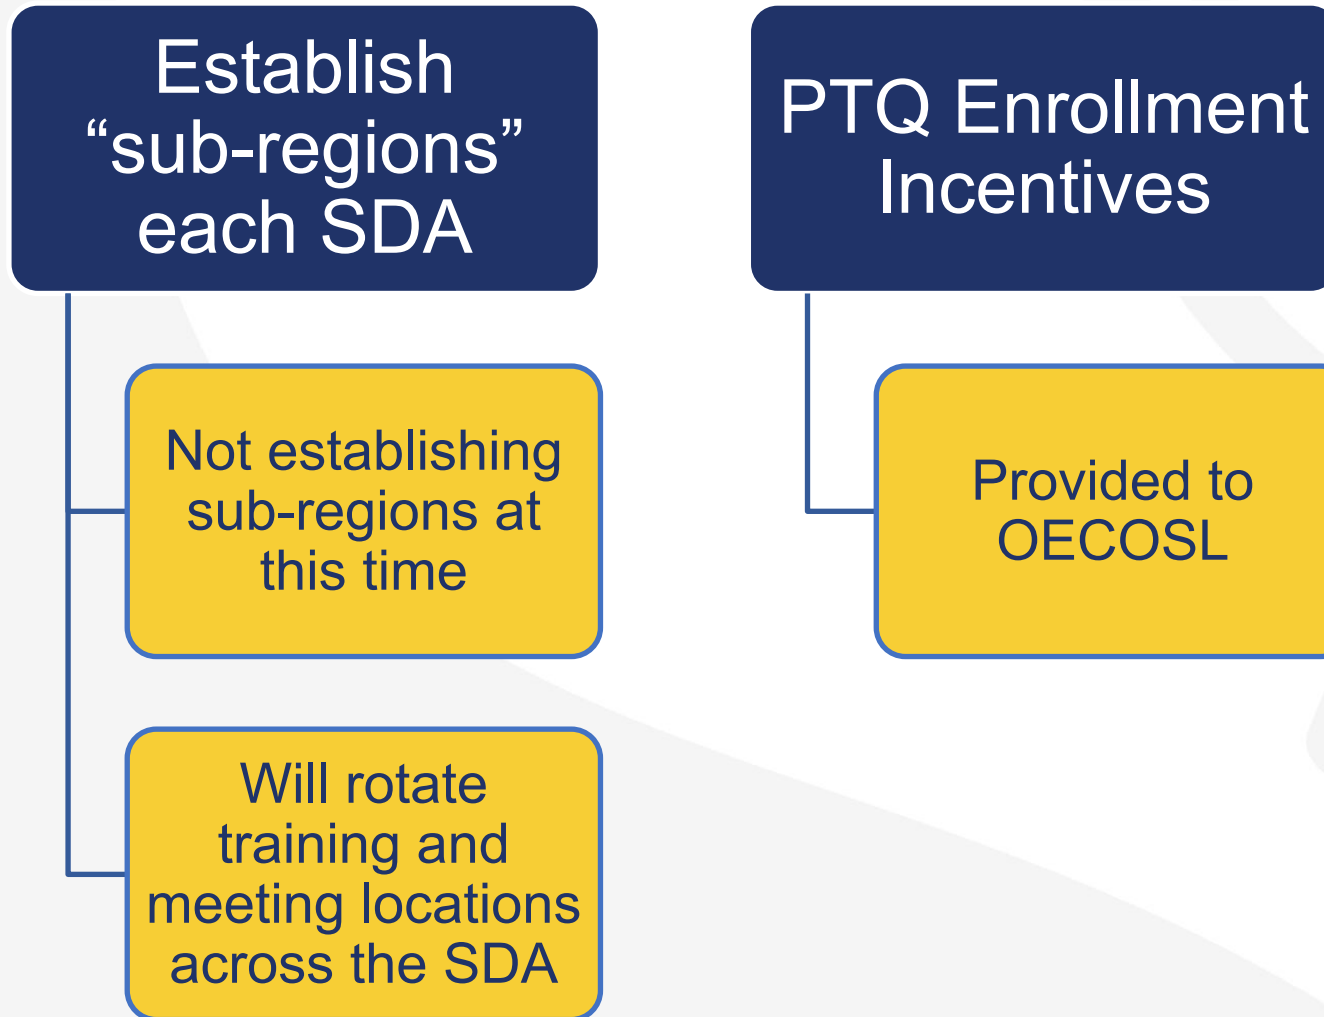 Establish
“sub-regions”
each SDA
Not establishing
sub-regions at
this time
Will rotate
training and
meeting locations
across the SDA
PTQ Enrollment
Incentives
Provided to
OECOSL